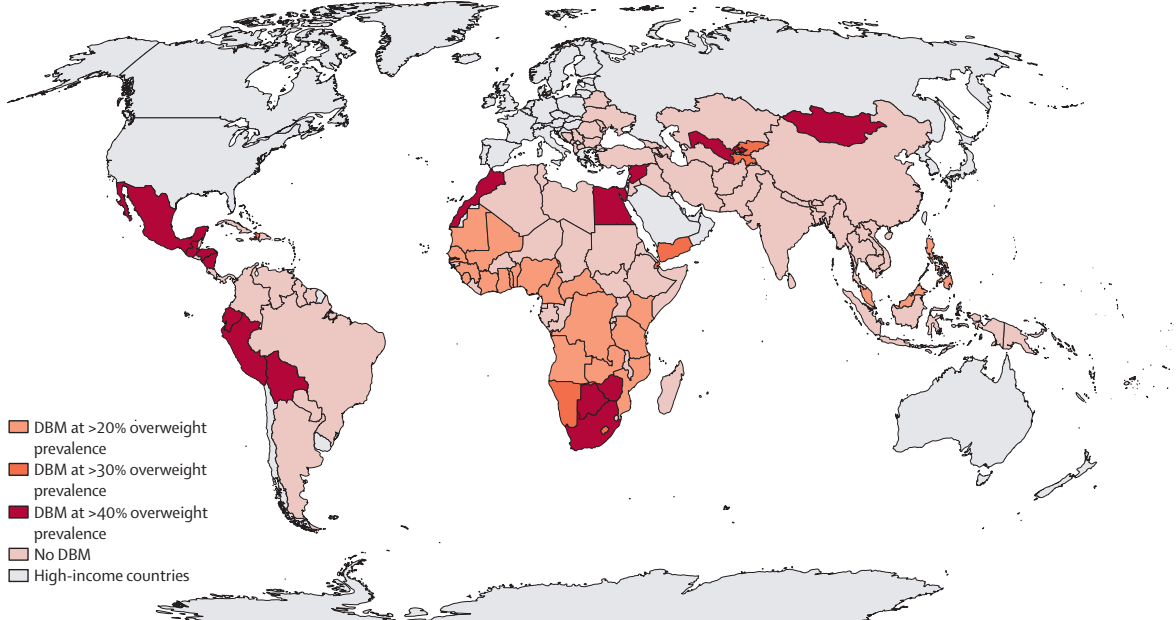 DBM at >20% overweight
prevalence
DBM at >30% overweight
prevalence
DBM at >40% overweight
prevalence
No DBM
High-income countries